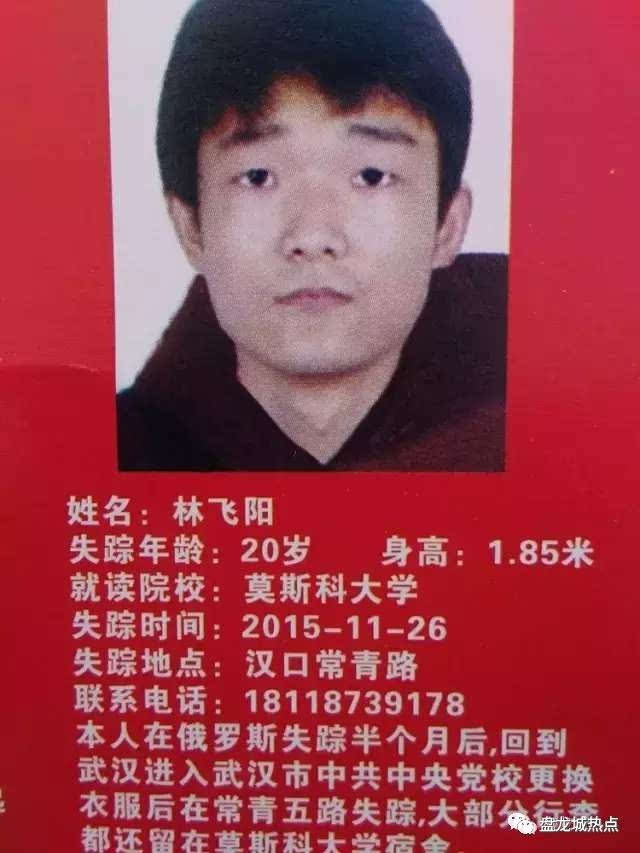 姓名：林飞阳
失踪年龄：20岁 身高：1.85米
就读院校：莫斯科大学
失踪时间：2015-11-26
失踪地点：汉口常青路
联系电话：18118739178
本人在俄罗斯失踪半个月后,回到
武汉进入武汉市中共中央党校更换
衣服后在常青五路失踪,大部分行李
都还留在莫斯科大学宿舍.
盘龙城热点